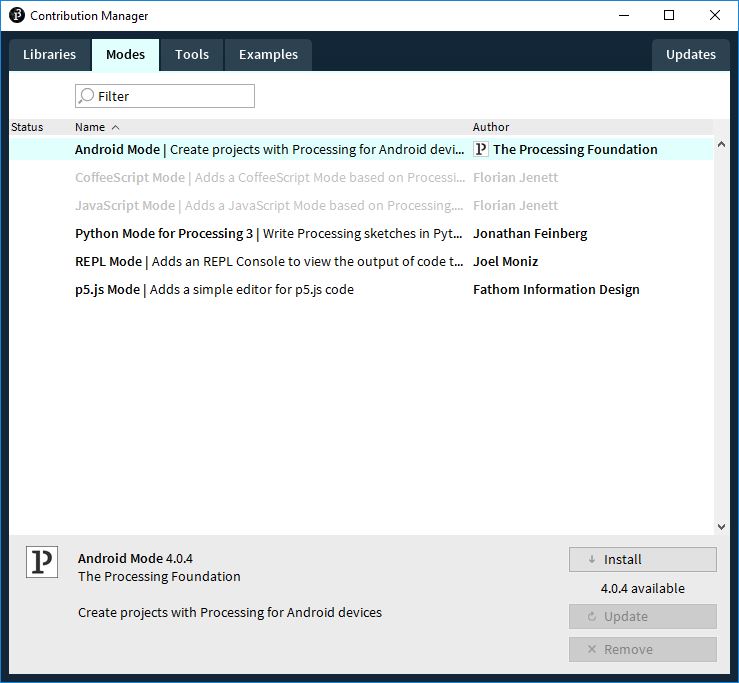 Contribution Manager
Libraries Modes Tools Examples Updates
Filter
Status Name Author
Android Mode | Create projects with Processing for Android devi... The Processing Foundation
CoffeeScript Mode | Adds a CoffeeScript Mode based on Processi... Florian Jenett
JavaScript Mode | Adds a JavaScript Mode based on Processing.... Florian Jenett
Python Mode for Processing 3 | Write Processing sketches in Pyt... Jonathan Feinberg
REPL Mode | Adds an REPL Console to view the output of code t... Joel Moniz
p5.js Mode | Adds a simple editor for p5.js code Fathom Information Design
Android Mode 4.0.4
The Processing Foundation
Create projects with Processing for Android devices
Install
4.0.4 available
Update
Remove